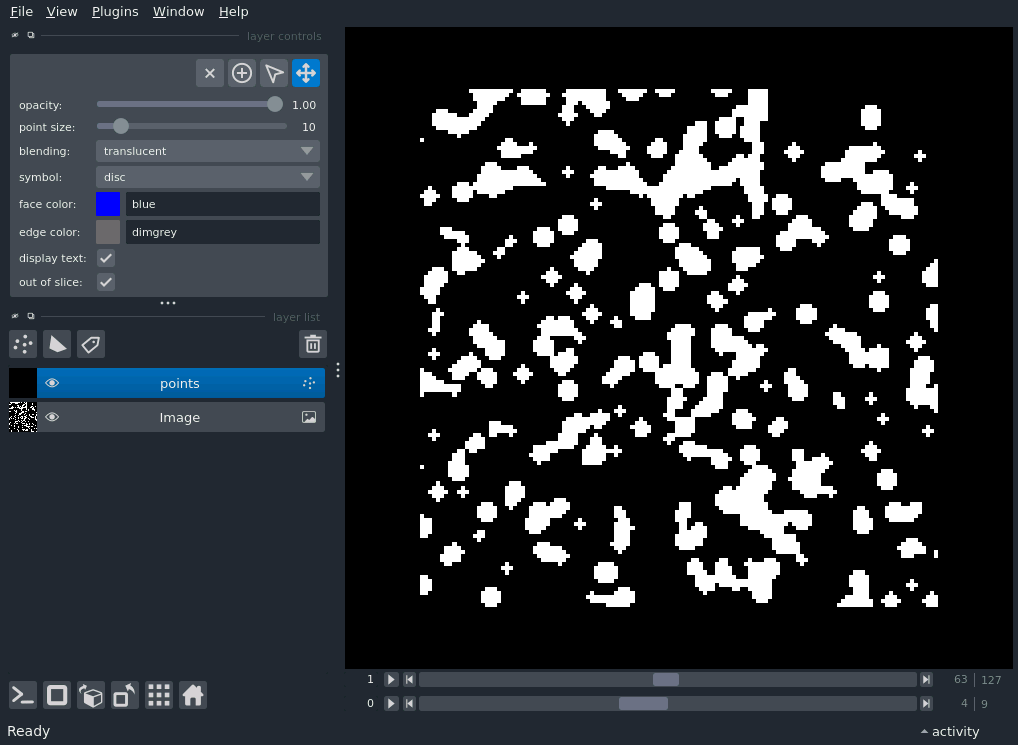 File View Plugins Window Help
layer controls
opacity: 1.00
point size: 10
blending: translucent
symbol: disc
face color: blue
edge color: dimgrey
display text:
out of slice:
layer list
points
Image
1 63 127
0 4 9
Ready activity